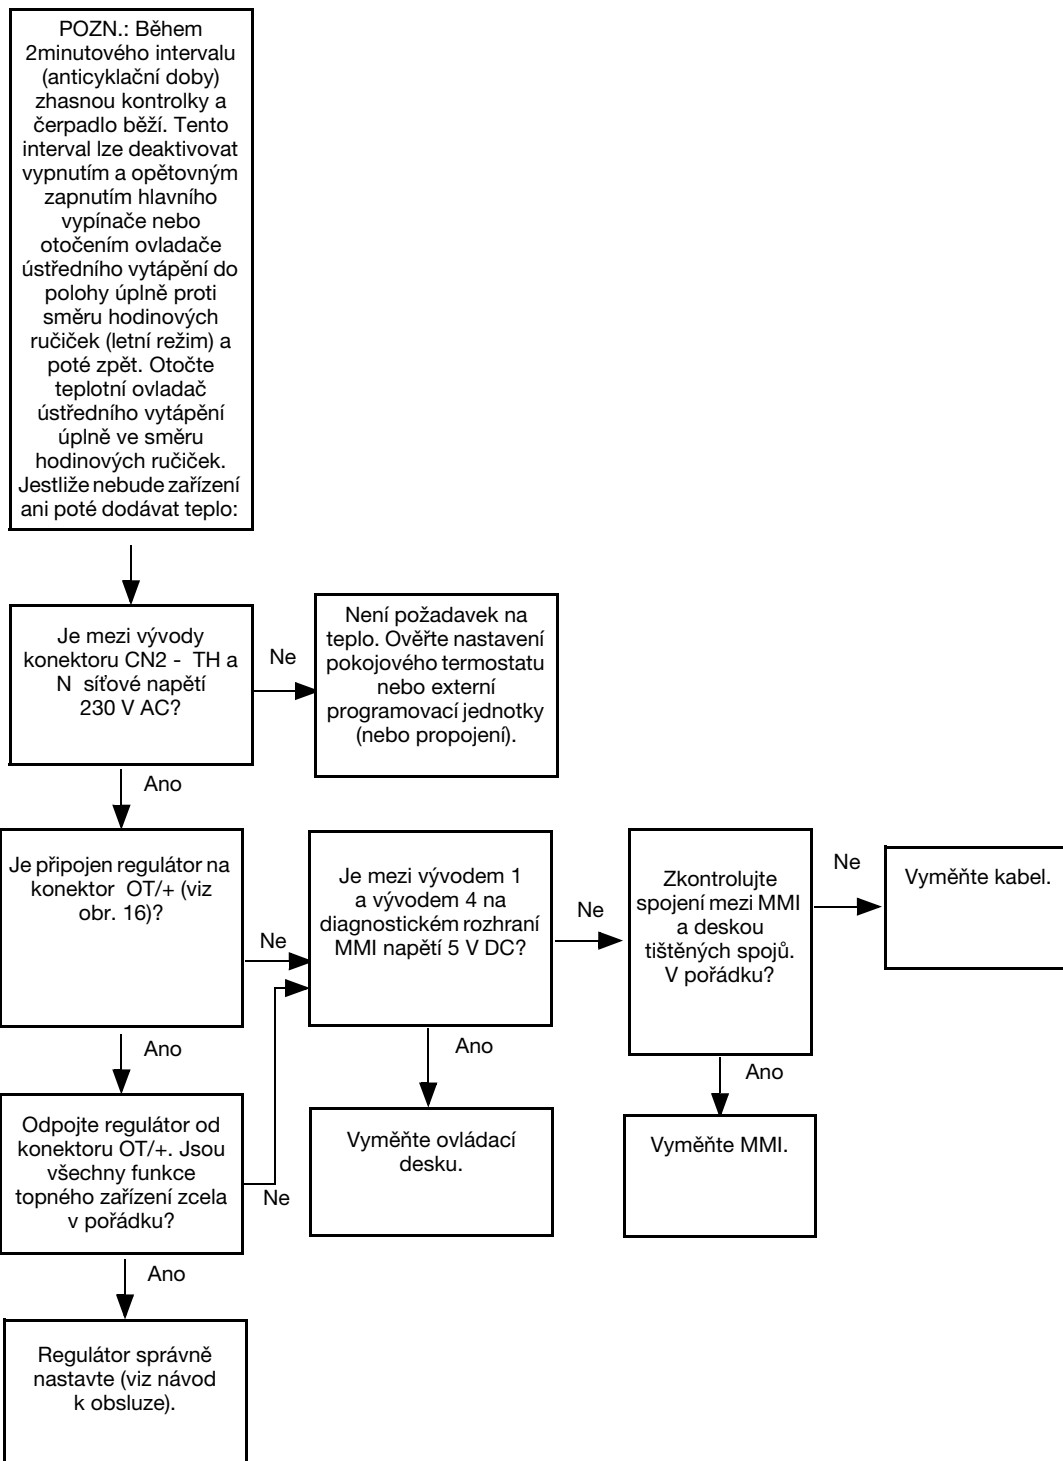 POZN.: Během
2minutového intervalu
(anticyklační doby)
zhasnou kontrolky a
čerpadlo běží. Tento
interval lze deaktivovat
vypnutím a opětovným
zapnutím hlavního
vypínače nebo
otočením ovladače
ústředního vytápění do
polohy úplně proti
směru hodinových
ručiček (letní režim) a
poté zpět. Otočte
teplotní ovladač
ústředního vytápění
úplně ve směru
hodinových ručiček.
Jestliže nebude zařízení
ani poté dodávat teplo:
Je mezi vývody
konektoru CN2 - TH a
N síťové napětí
230 V AC?
Ne
Není požadavek na
teplo. Ověřte nastavení
pokojového termostatu
nebo externí
programovací jednotky
(nebo propojení).
Ano
Je připojen regulátor na
konektor OT/+ (viz
obr. 16)?
Ne
Je mezi vývodem 1
a vývodem 4 na
diagnostickém rozhraní
MMI napětí 5 V DC?
Ne
Zkontrolujte
spojení mezi MMI
a deskou
tištěných spojů.
V pořádku?
Ne
Vyměňte kabel.
Ano
Ano
Ano
Odpojte regulátor od
konektoru OT/+. Jsou
všechny funkce
topného zařízení zcela
v pořádku?
Ne
Vyměňte ovládací
desku.
Vyměňte MMI.
Ano
Regulátor správně
nastavte (viz návod
k obsluze).